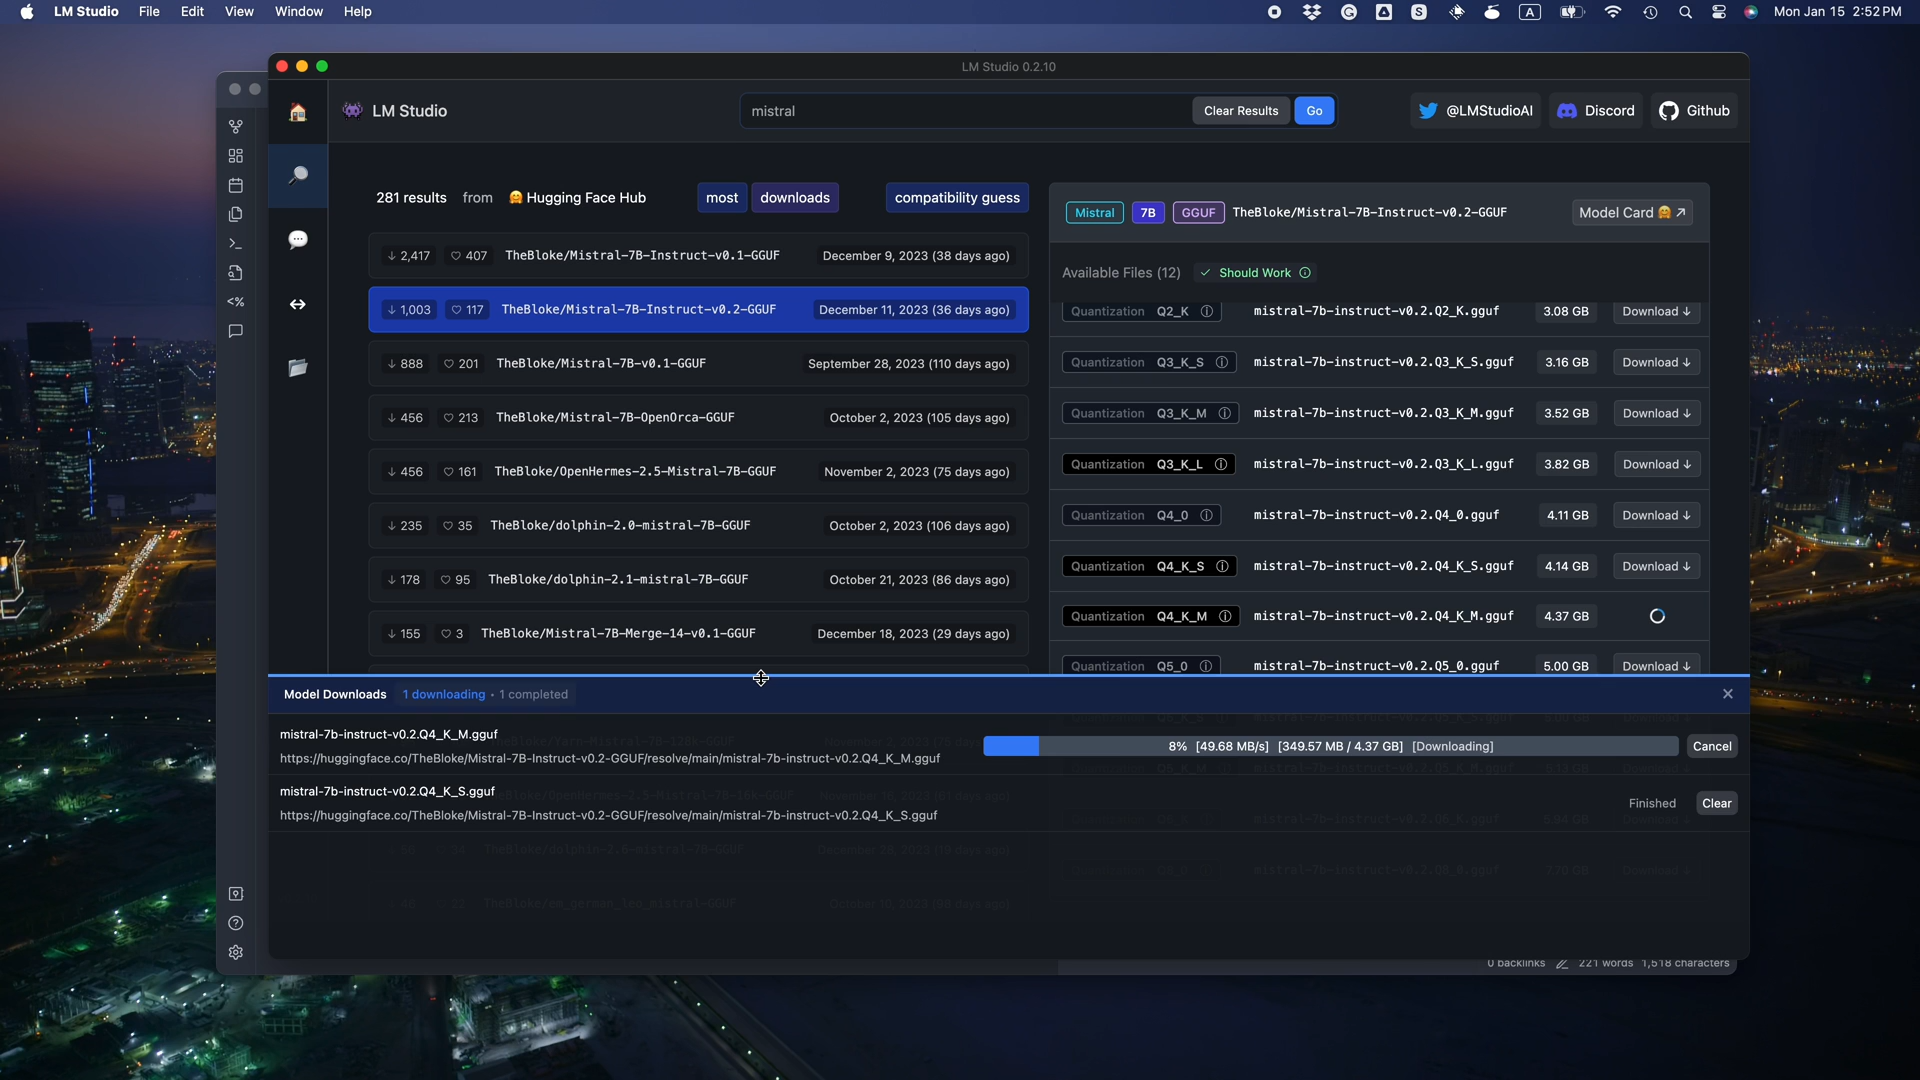 LM Studio File Edit View Window Help
A Mon Jan 15 2:52 PM
LM Studio 0.2.10
LM Studio
mistral Clear Results Go
@LMStudioAI Discord Github
281 results from Hugging Face Hub most downloads compatibility guess
↓ 2,417 ♡ 407 TheBloke/Mistral-7B-Instruct-v0.1-GGUF December 9, 2023 (38 days ago)
↓ 1,003 ♡ 117 TheBloke/Mistral-7B-Instruct-v0.2-GGUF December 11, 2023 (36 days ago)
↓ 888 ♡ 201 TheBloke/Mistral-7B-v0.1-GGUF September 28, 2023 (110 days ago)
↓ 456 ♡ 213 TheBloke/Mistral-7B-OpenOrca-GGUF October 2, 2023 (105 days ago)
↓ 456 ♡ 161 TheBloke/OpenHermes-2.5-Mistral-7B-GGUF November 2, 2023 (75 days ago)
↓ 235 ♡ 35 TheBloke/dolphin-2.0-mistral-7B-GGUF October 2, 2023 (106 days ago)
↓ 178 ♡ 95 TheBloke/dolphin-2.1-mistral-7B-GGUF October 21, 2023 (86 days ago)
↓ 155 ♡ 3 TheBloke/Mistral-7B-Merge-14-v0.1-GGUF December 18, 2023 (29 days ago)
Mistral 7B GGUF TheBloke/Mistral-7B-Instruct-v0.2-GGUF Model Card ↗
Available Files (12) ✓ Should Work
Quantization Q2_K mistral-7b-instruct-v0.2.Q2_K.gguf 3.08 GB Download ↓
Quantization Q3_K_S mistral-7b-instruct-v0.2.Q3_K_S.gguf 3.16 GB Download ↓
Quantization Q3_K_M mistral-7b-instruct-v0.2.Q3_K_M.gguf 3.52 GB Download ↓
Quantization Q3_K_L mistral-7b-instruct-v0.2.Q3_K_L.gguf 3.82 GB Download ↓
Quantization Q4_0 mistral-7b-instruct-v0.2.Q4_0.gguf 4.11 GB Download ↓
Quantization Q4_K_S mistral-7b-instruct-v0.2.Q4_K_S.gguf 4.14 GB Download ↓
Quantization Q4_K_M mistral-7b-instruct-v0.2.Q4_K_M.gguf 4.37 GB
Quantization Q5_0 mistral-7b-instruct-v0.2.Q5_0.gguf 5.00 GB Download ↓
Model Downloads 1 downloading • 1 completed
mistral-7b-instruct-v0.2.Q4_K_M.gguf
https://huggingface.co/TheBloke/Mistral-7B-Instruct-v0.2-GGUF/resolve/main/mistral-7b-instruct-v0.2.Q4_K_M.gguf
8% [49.68 MB/s] [349.57 MB / 4.37 GB] [Downloading] Cancel
mistral-7b-instruct-v0.2.Q4_K_S.gguf
https://huggingface.co/TheBloke/Mistral-7B-Instruct-v0.2-GGUF/resolve/main/mistral-7b-instruct-v0.2.Q4_K_S.gguf
Finished Clear
0 backlinks 221 words 1,518 characters